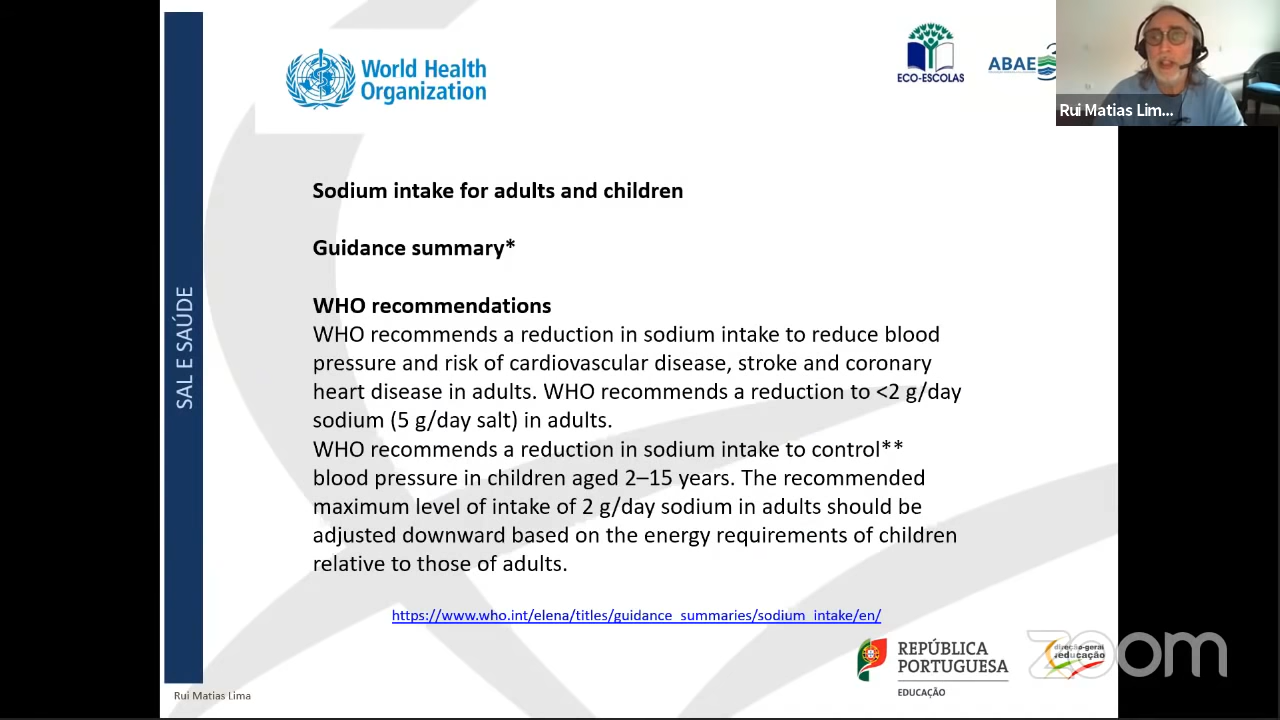 World Health
Organization
ECO-ESCOLAS
ABAE
Rui Matias Lim...
SAL E SAÚDE
Sodium intake for adults and children
Guidance summary*
WHO recommendations
WHO recommends a reduction in sodium intake to reduce blood
pressure and risk of cardiovascular disease, stroke and coronary
heart disease in adults. WHO recommends a reduction to <2 g/day
sodium (5 g/day salt) in adults.
WHO recommends a reduction in sodium intake to control**
blood pressure in children aged 2–15 years. The recommended
maximum level of intake of 2 g/day sodium in adults should be
adjusted downward based on the energy requirements of children
relative to those of adults.
https://www.who.int/elena/titles/guidance_summaries/sodium_intake/en/
REPÚBLICA
PORTUGUESA
EDUCAÇÃO
direção-geral
educação
zoom
Rui Matias Lima